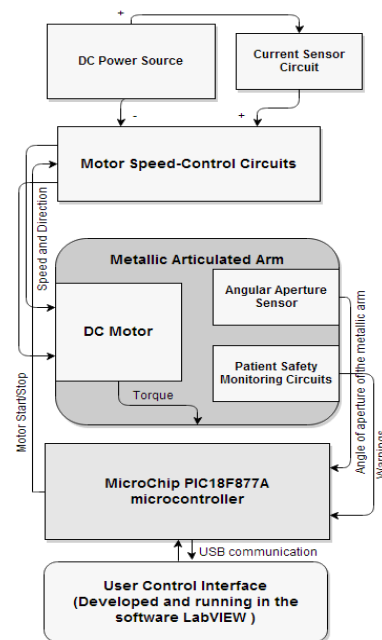 +
DC Power Source
Current Sensor
Circuit
-
+
Motor Speed-Control Circuits
Speed and Direction
Motor Start/Stop
Metallic Articulated Arm
DC Motor
Angular Aperture
Sensor
Patient Safety
Monitoring Circuits
Torque
Angle of aperture of the metallic arm
Warnings
MicroChip PIC18F877A
microcontroller
USB communication
User Control Interface
(Developed and running in the
software LabVIEW )